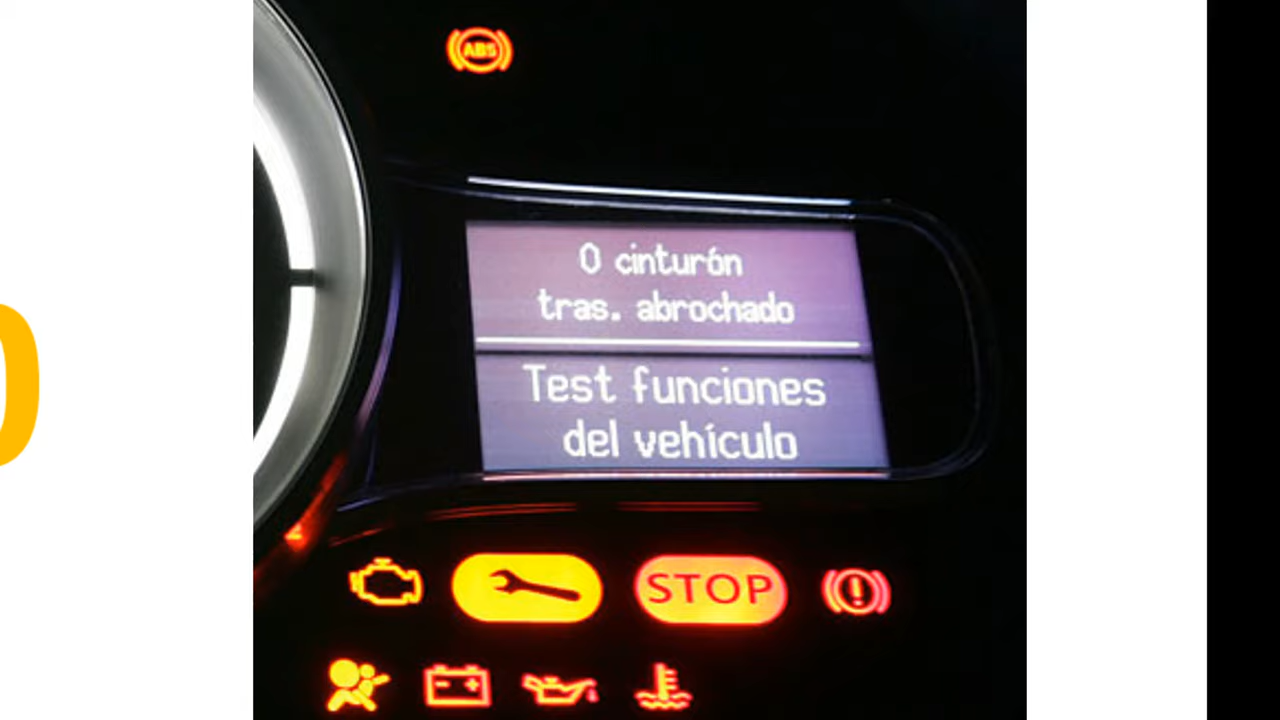 ABS
0 cinturón
tras. abrochado
Test funciones
del vehículo
STOP